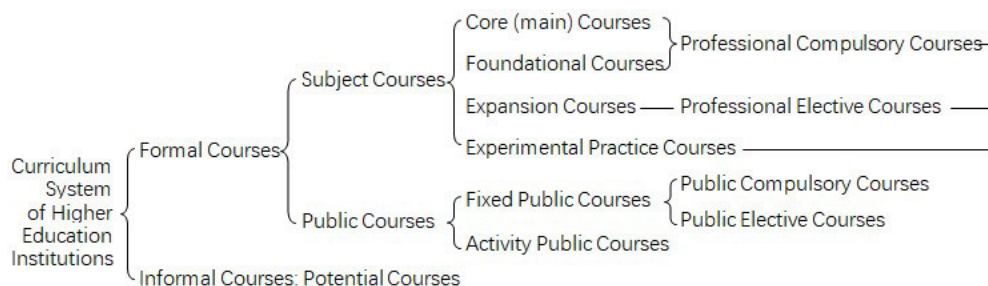 Core (main) Courses
Professional Compulsory Courses
Foundational Courses
Subject Courses
Expansion Courses
Professional Elective Courses
Formal Courses
Experimental Practice Courses
Curriculum
System
of Higher
Education
Institutions
Public Courses
Fixed Public Courses
Public Compulsory Courses
Public Elective Courses
Activity Public Courses
Informal Courses: Potential Courses